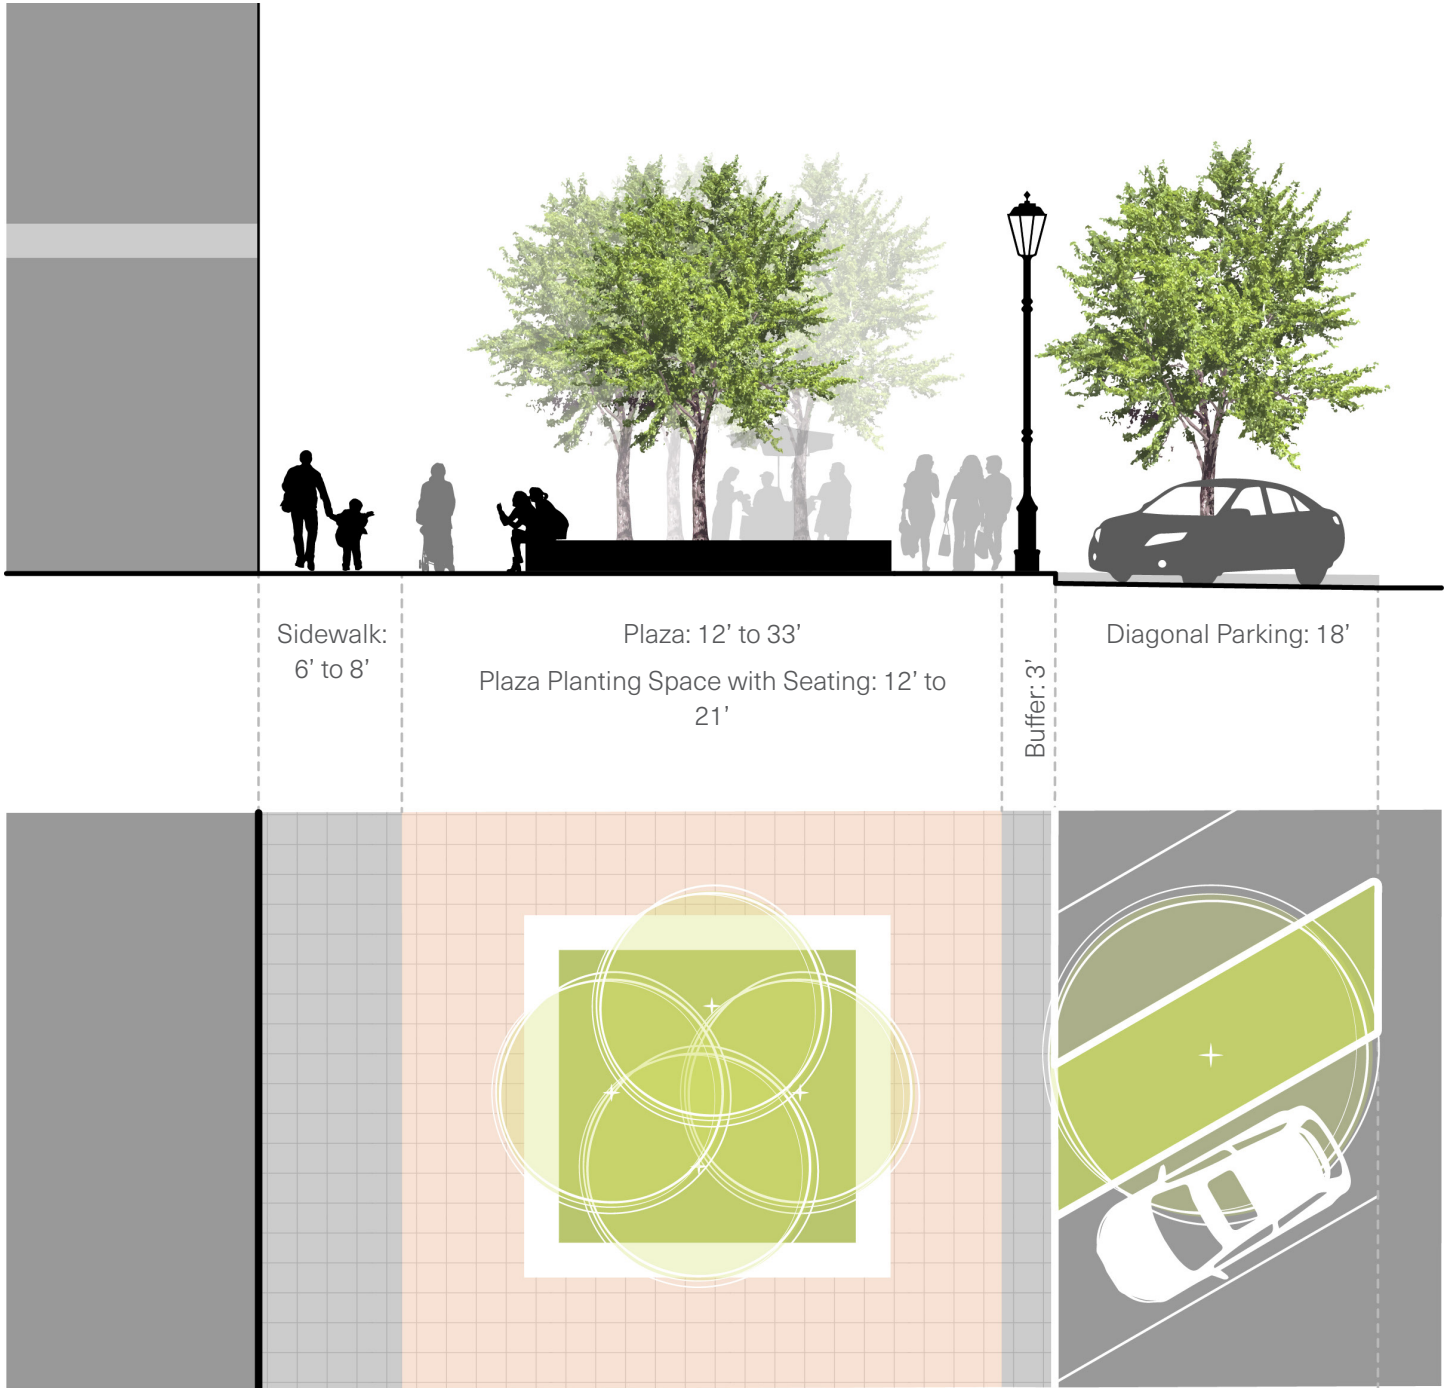 Sidewalk:
6’ to 8’
Plaza: 12’ to 33’
Plaza Planting Space with Seating: 12’ to
21’
Buffer: 3’
Diagonal Parking: 18’